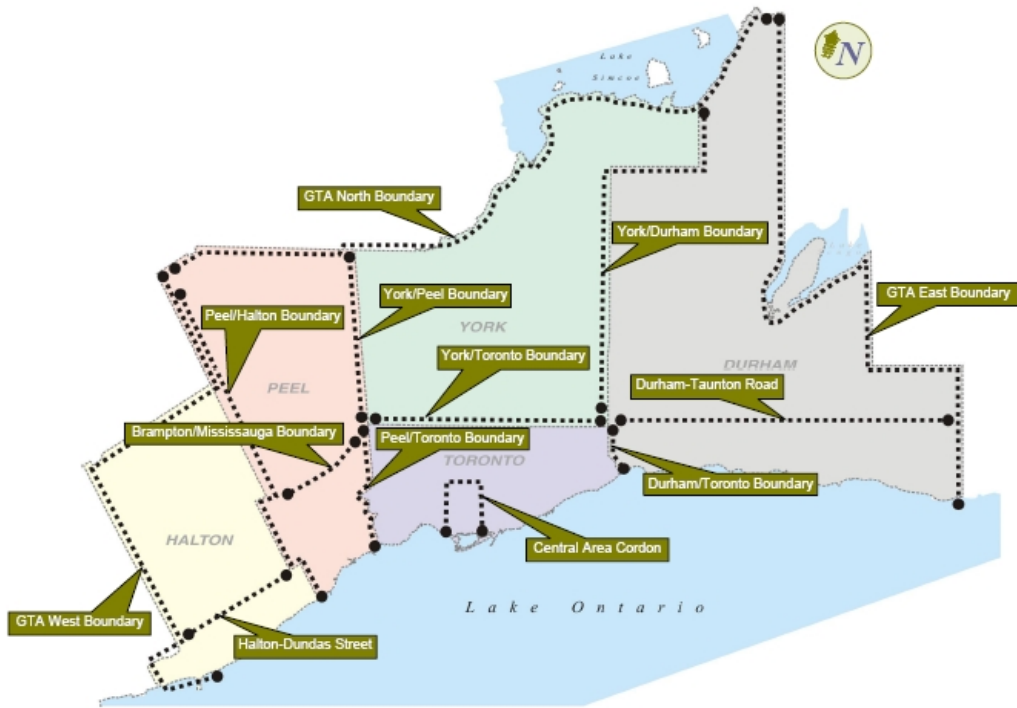 Lake
Simcoe
N
GTA North Boundary
York/Durham Boundary
GTA East Boundary
York/Peel Boundary
Peel/Halton Boundary
YORK
York/Toronto Boundary
DURHAM
PEEL
Durham-Taunton Road
Brampton/Mississauga Boundary
Peel/Toronto Boundary
TORONTO
Durham/Toronto Boundary
HALTON
Central Area Cordon
Lake Ontario
GTA West Boundary
Halton-Dundas Street